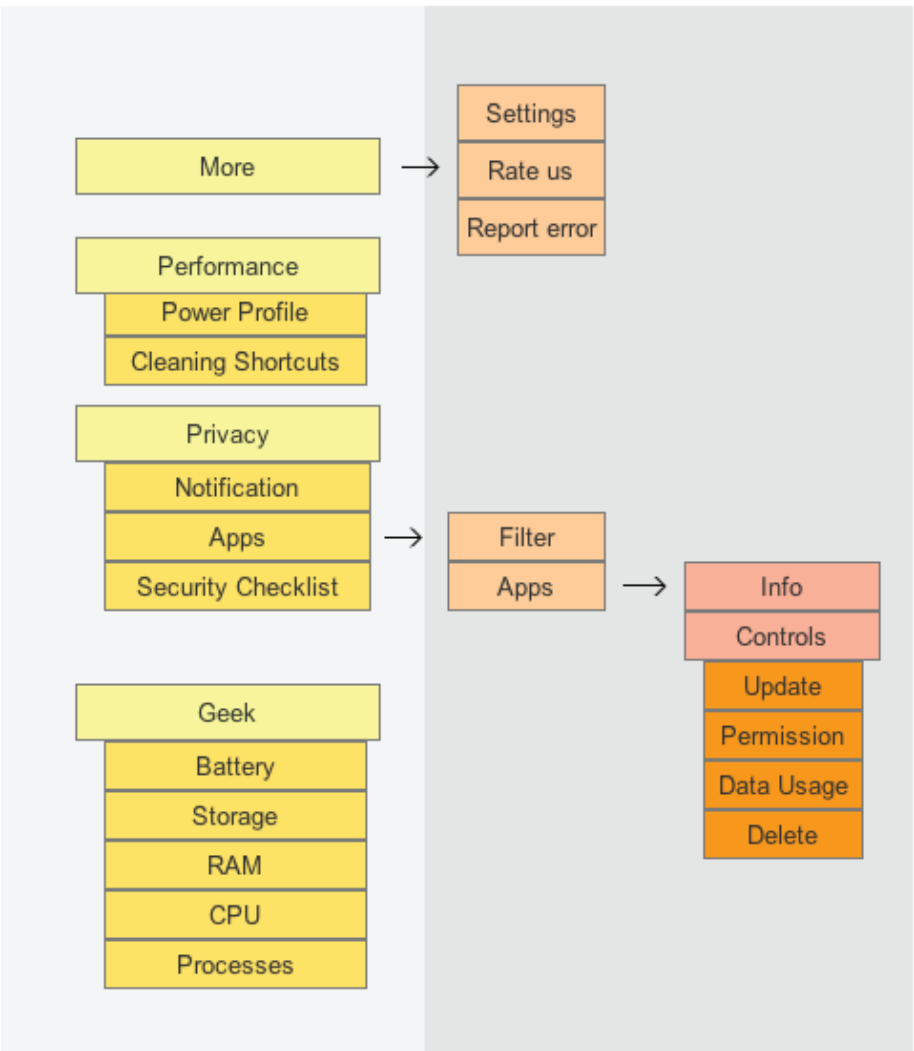 More
Settings
Rate us
Report error
Performance
Power Profile
Cleaning Shortcuts
Privacy
Notification
Apps
Security Checklist
Filter
Apps
Info
Controls
Update
Permission
Data Usage
Delete
Geek
Battery
Storage
RAM
CPU
Processes